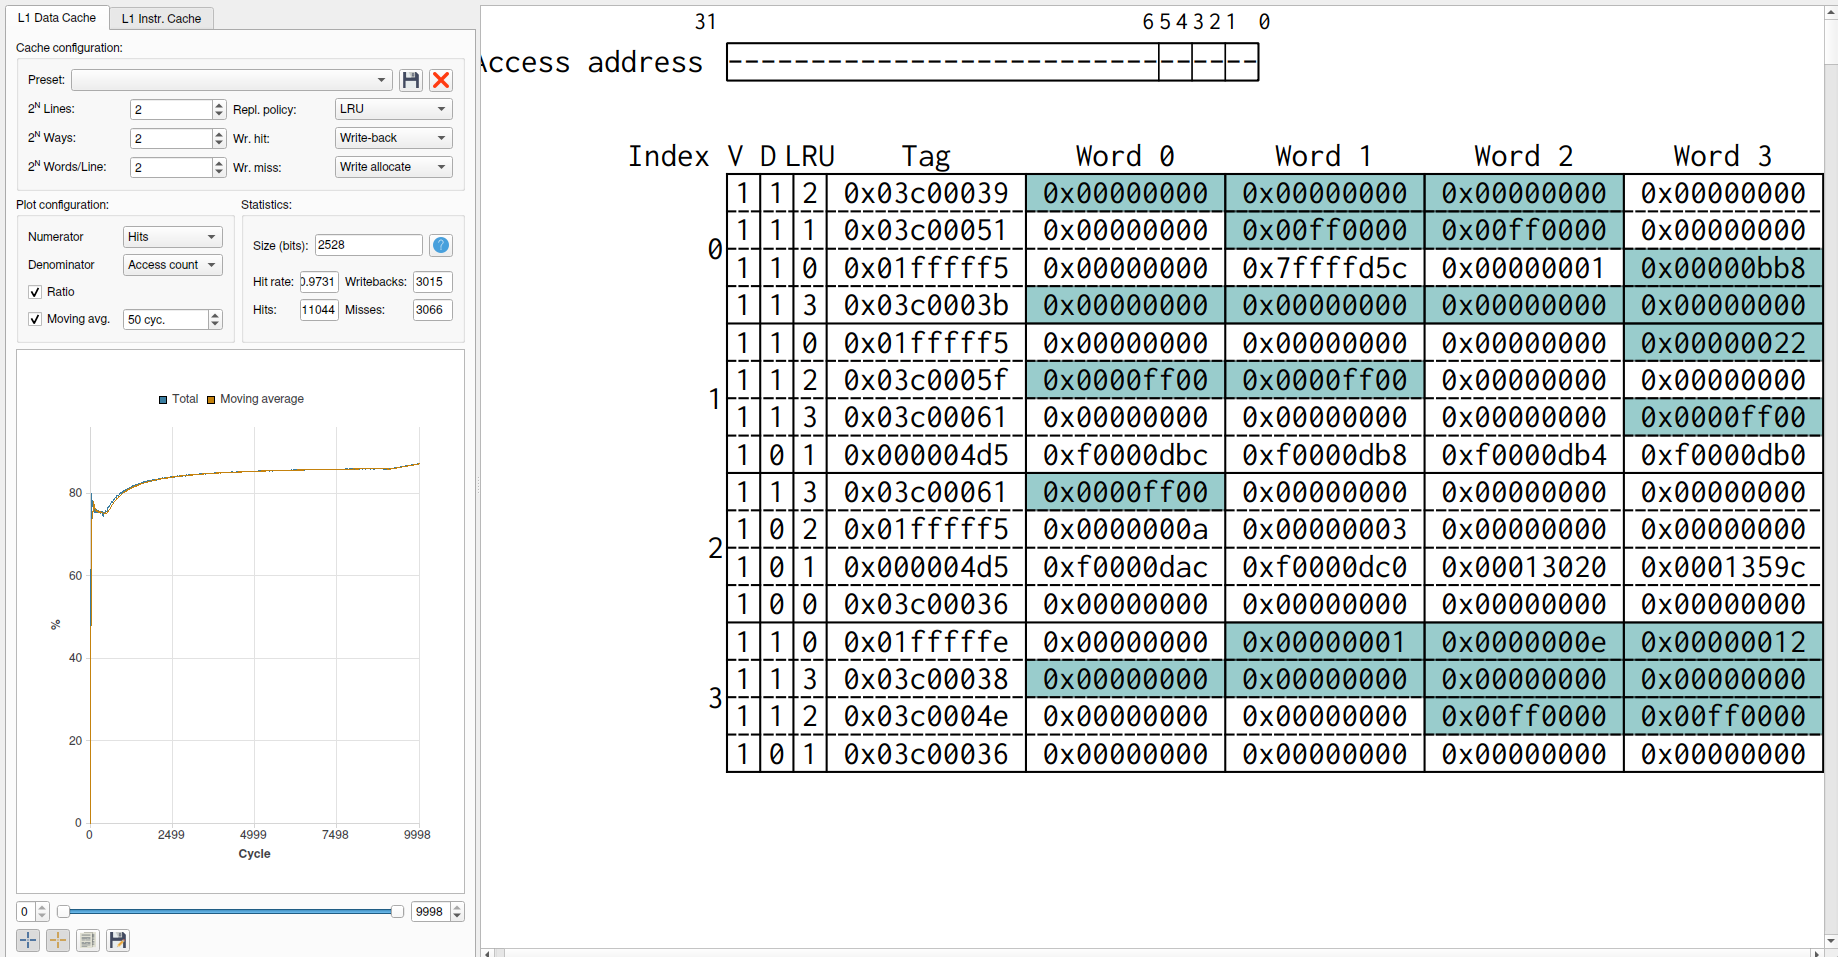 L1 Data Cache L1 Instr. Cache
Cache configuration:
Preset:
2^N Lines: 2 Repl. policy: LRU
2^N Ways: 2 Wr. hit: Write-back
2^N Words/Line: 2 Wr. miss: Write allocate
Plot configuration:
Numerator Hits
Denominator Access count
Ratio
Moving avg. 50 cyc.
Statistics:
Size (bits): 2528 ?
Hit rate: 0.9731 Writebacks: 3015
Hits: 11044 Misses: 3066
Total Moving average
80
60
%
40
20
0
0 2499 4999 7498 9998
Cycle
0 9998
31 6 5 4 3 2 1 0
Access address --------------------------|--|--|--
Index V D LRU Tag Word 0 Word 1 Word 2 Word 3
0
1 1 2 0x03c00039 0x00000000 0x00000000 0x00000000 0x00000000
1 1 1 0x03c00051 0x00000000 0x00ff0000 0x00ff0000 0x00000000
1 1 0 0x01fffff5 0x00000000 0x7ffffd5c 0x00000001 0x00000bb8
1 1 3 0x03c0003b 0x00000000 0x00000000 0x00000000 0x00000000
1
1 1 0 0x01fffff5 0x00000000 0x00000000 0x00000000 0x00000022
1 1 2 0x03c0005f 0x0000ff00 0x0000ff00 0x00000000 0x00000000
1 1 3 0x03c00061 0x00000000 0x00000000 0x00000000 0x0000ff00
1 0 1 0x000004d5 0xf0000dbc 0xf0000db8 0xf0000db4 0xf0000db0
2
1 1 3 0x03c00061 0x0000ff00 0x00000000 0x00000000 0x00000000
1 0 2 0x01fffff5 0x0000000a 0x00000003 0x00000000 0x00000000
1 0 1 0x000004d5 0xf0000dac 0xf0000dc0 0x00013020 0x0001359c
1 0 0 0x03c00036 0x00000000 0x00000000 0x00000000 0x00000000
3
1 1 0 0x01fffffe 0x00000000 0x00000001 0x0000000e 0x00000012
1 1 3 0x03c00038 0x00000000 0x00000000 0x00000000 0x00000000
1 1 2 0x03c0004e 0x00000000 0x00000000 0x00ff0000 0x00ff0000
1 0 1 0x03c00036 0x00000000 0x00000000 0x00000000 0x00000000